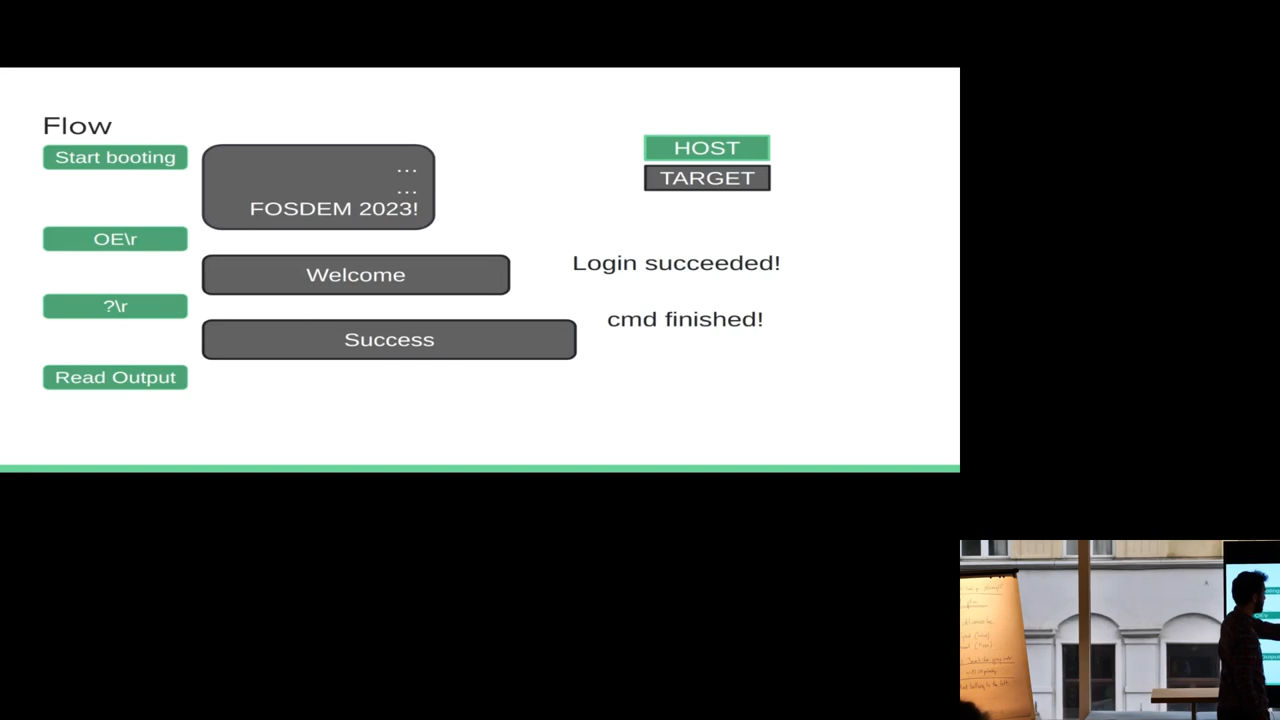 Flow
Start booting
...
...
FOSDEM 2023!
HOST
TARGET
OE\r
Welcome
Login succeeded!
?\r
cmd finished!
Success
Read Output